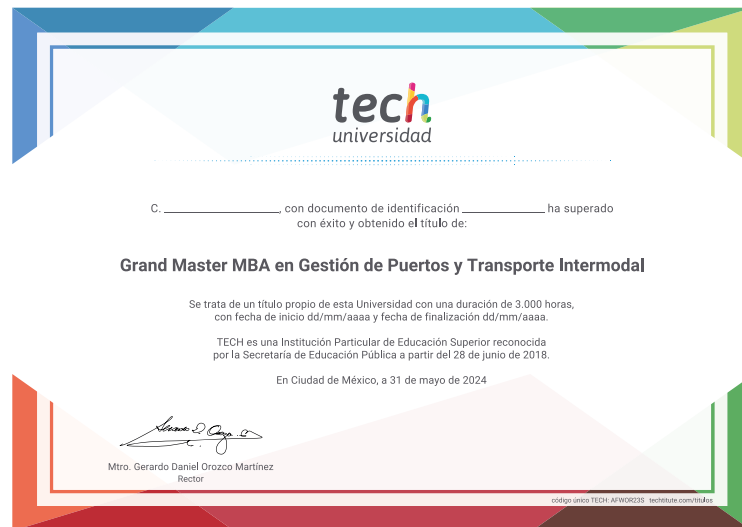 tech
universidad
C. ____________, con documento de identificación _________ ha superado
con éxito y obtenido el título de:
Grand Master MBA en Gestión de Puertos y Transporte Intermodal
Se trata de un título propio de esta Universidad con una duración de 3.000 horas,
con fecha de inicio dd/mm/aaaa y fecha de finalización dd/mm/aaaa.
TECH es una Institución Particular de Educación Superior reconocida
por la Secretaría de Educación Pública a partir del 28 de junio de 2018.
En Ciudad de México, a 31 de mayo de 2024
Mtro. Gerardo Daniel Orozco Martínez
Rector
código único TECH: AFWOR23S techtitute.com/titulos